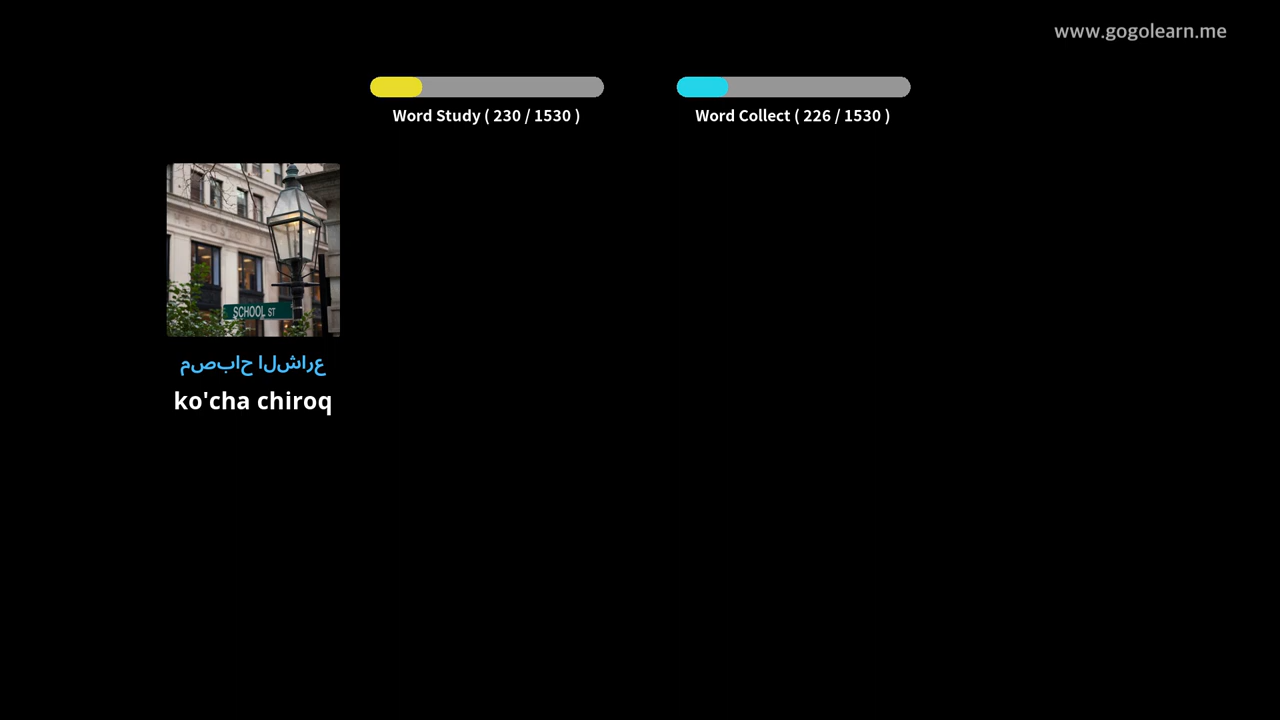 www.gogolearn.me
Word Study ( 230 / 1530 )
Word Collect ( 226 / 1530 )
SCHOOL ST
مصباح الشارع
ko'cha chiroq